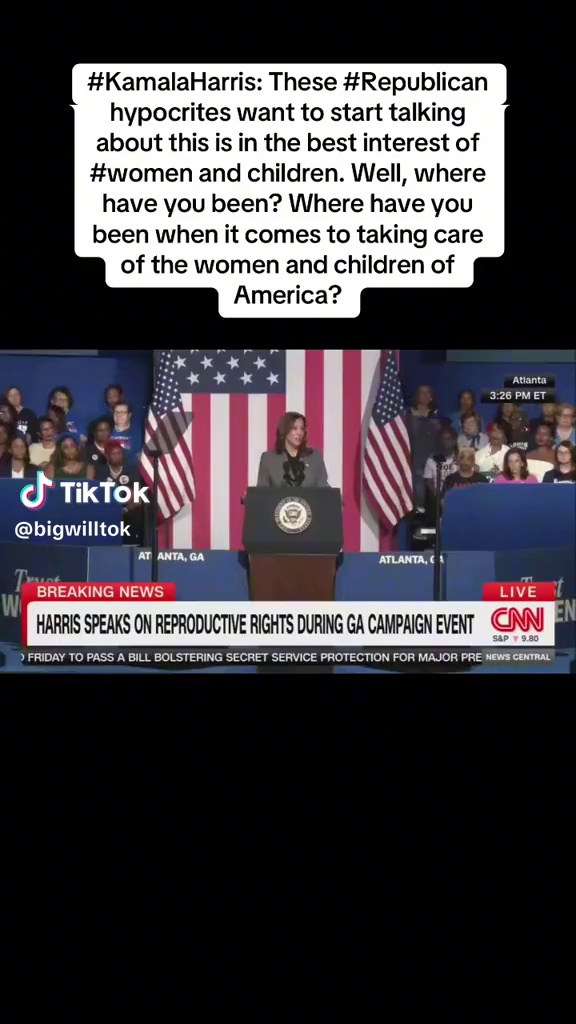 #KamalaHarris: These #Republican
hypocrites want to start talking
about this is in the best interest of
#women and children. Well, where
have you been? Where have you
been when it comes to taking care
of the women and children of
America?
Atlanta
3:26 PM ET
TikTok
@bigwilltok
ATLANTA, GA
ATLANTA, GA
Trust
BREAKING NEWS
LIVE
HARRIS SPEAKS ON REPRODUCTIVE RIGHTS DURING GA CAMPAIGN EVENT
CNN
S&P ▼ 9.80
FRIDAY TO PASS A BILL BOLSTERING SECRET SERVICE PROTECTION FOR MAJOR PRE
NEWS CENTRAL